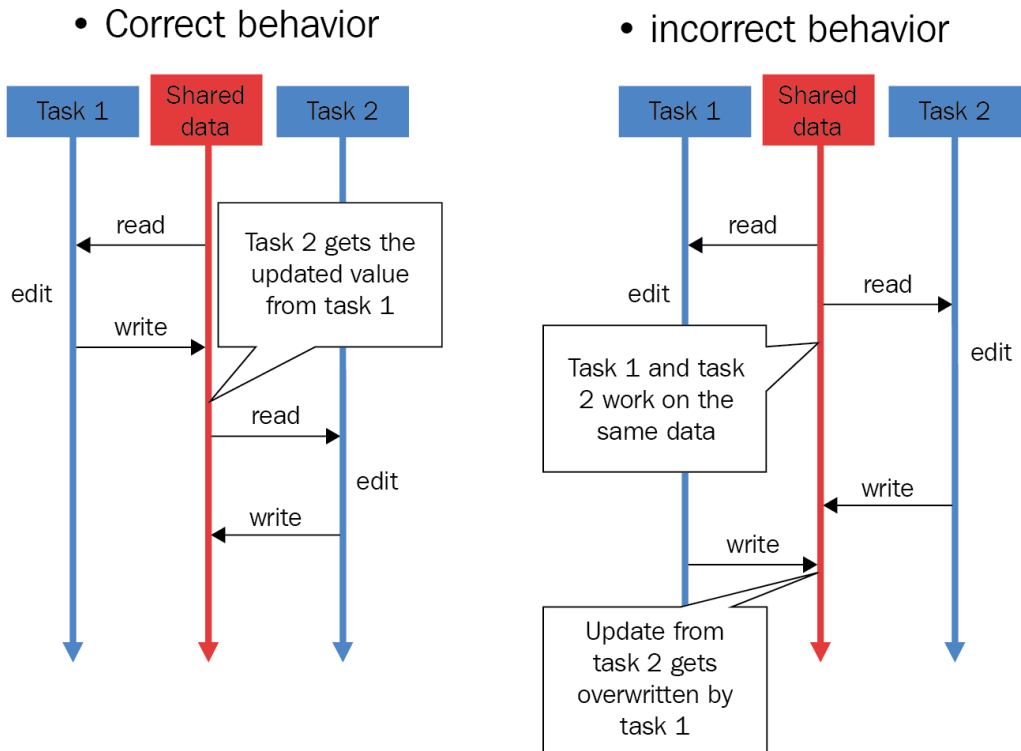 • Correct behavior
Task 1
Shared
data
Task 2
read
Task 2 gets the
updated value
from task 1
edit
write
read
edit
write
• incorrect behavior
Task 1
Shared
data
Task 2
read
edit
read
edit
Task 1 and task
2 work on the
same data
write
write
Update from
task 2 gets
overwritten by
task 1